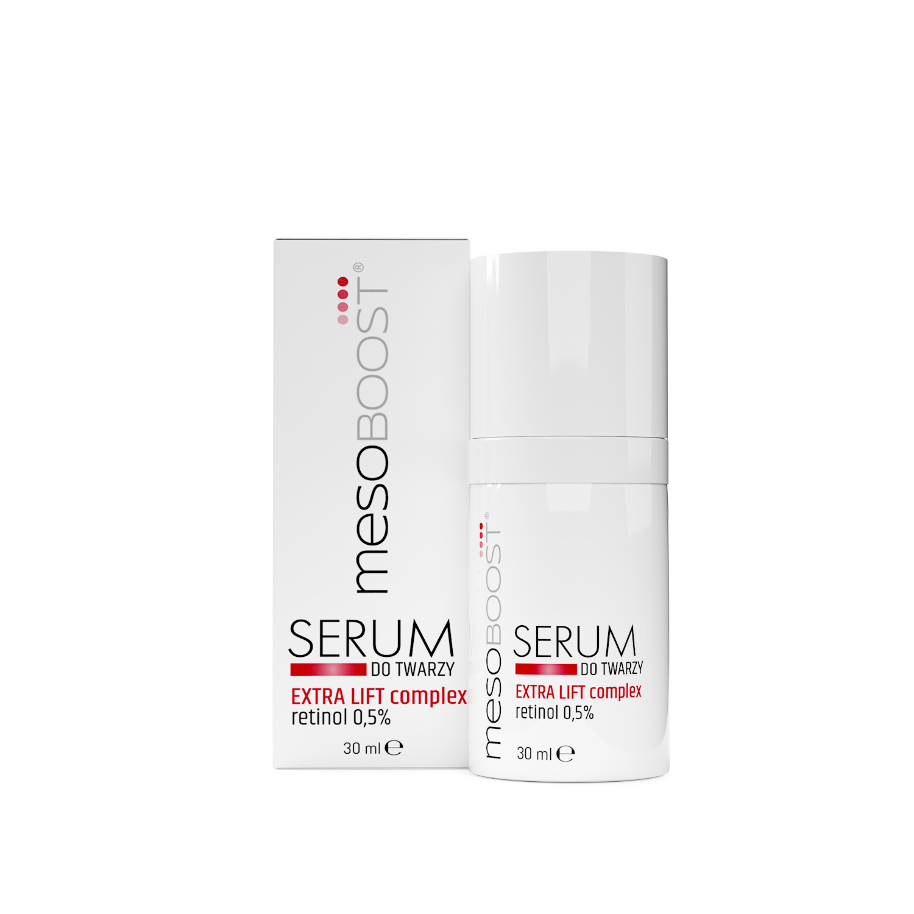 mesoBOOST®
SERUM
DO TWARZY
EXTRA LIFT complex
retinol 0,5%
30 ml ℮
mesoBOOST®
SERUM
DO TWARZY
EXTRA LIFT complex
retinol 0,5%
30 ml ℮